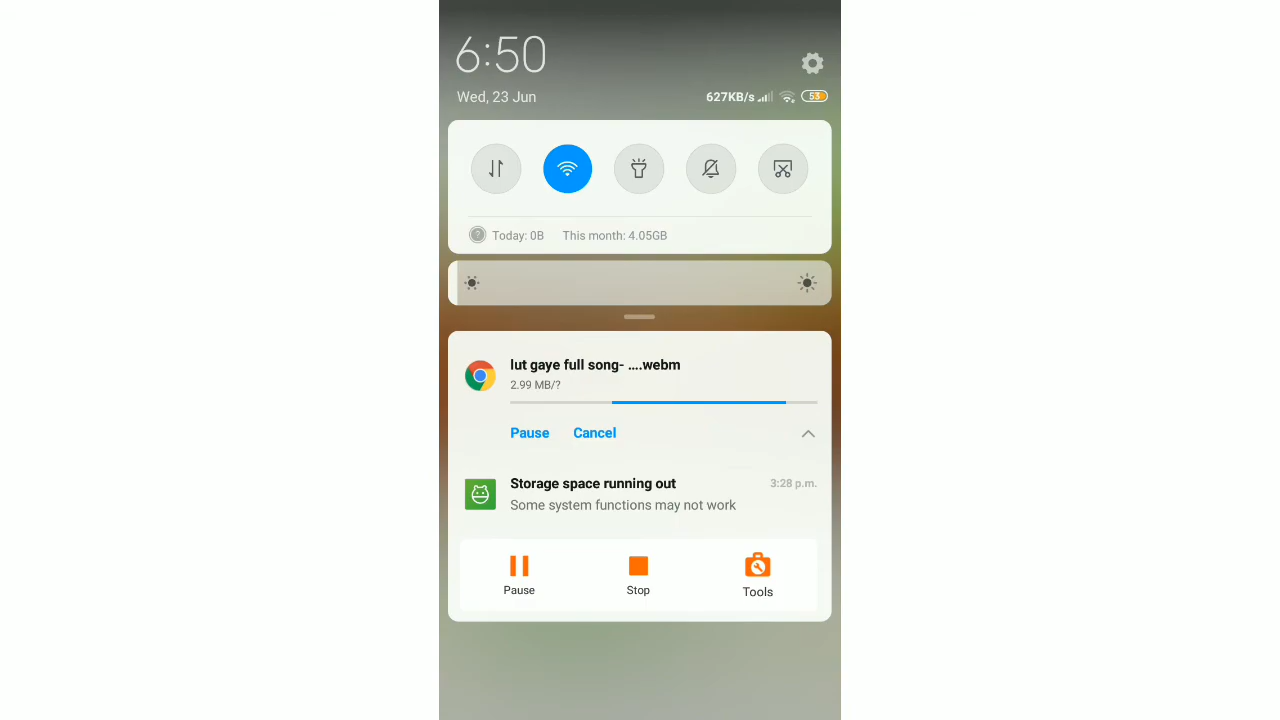 6:50
Wed, 23 Jun
627KB/s 53
Today: 0B This month: 4.05GB
lut gaye full song- ....webm
2.99 MB/?
Pause Cancel
Storage space running out 3:28 p.m.
Some system functions may not work
Pause Stop Tools